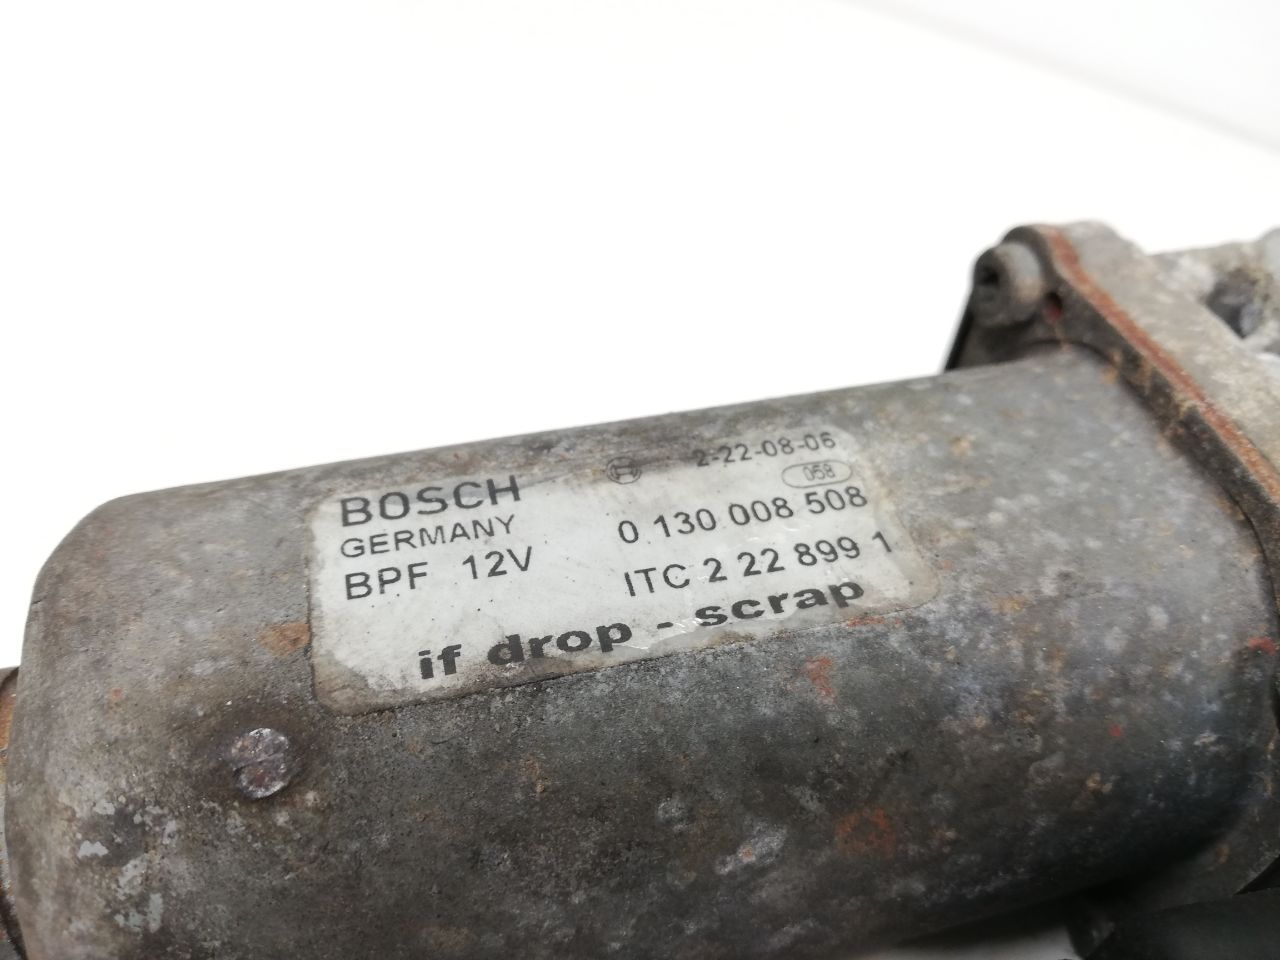 2-22-08-06
BOSCH
058
GERMANY
0 130 008 508
BPF 12V
ITC 2 22 899 1
if drop - scrap